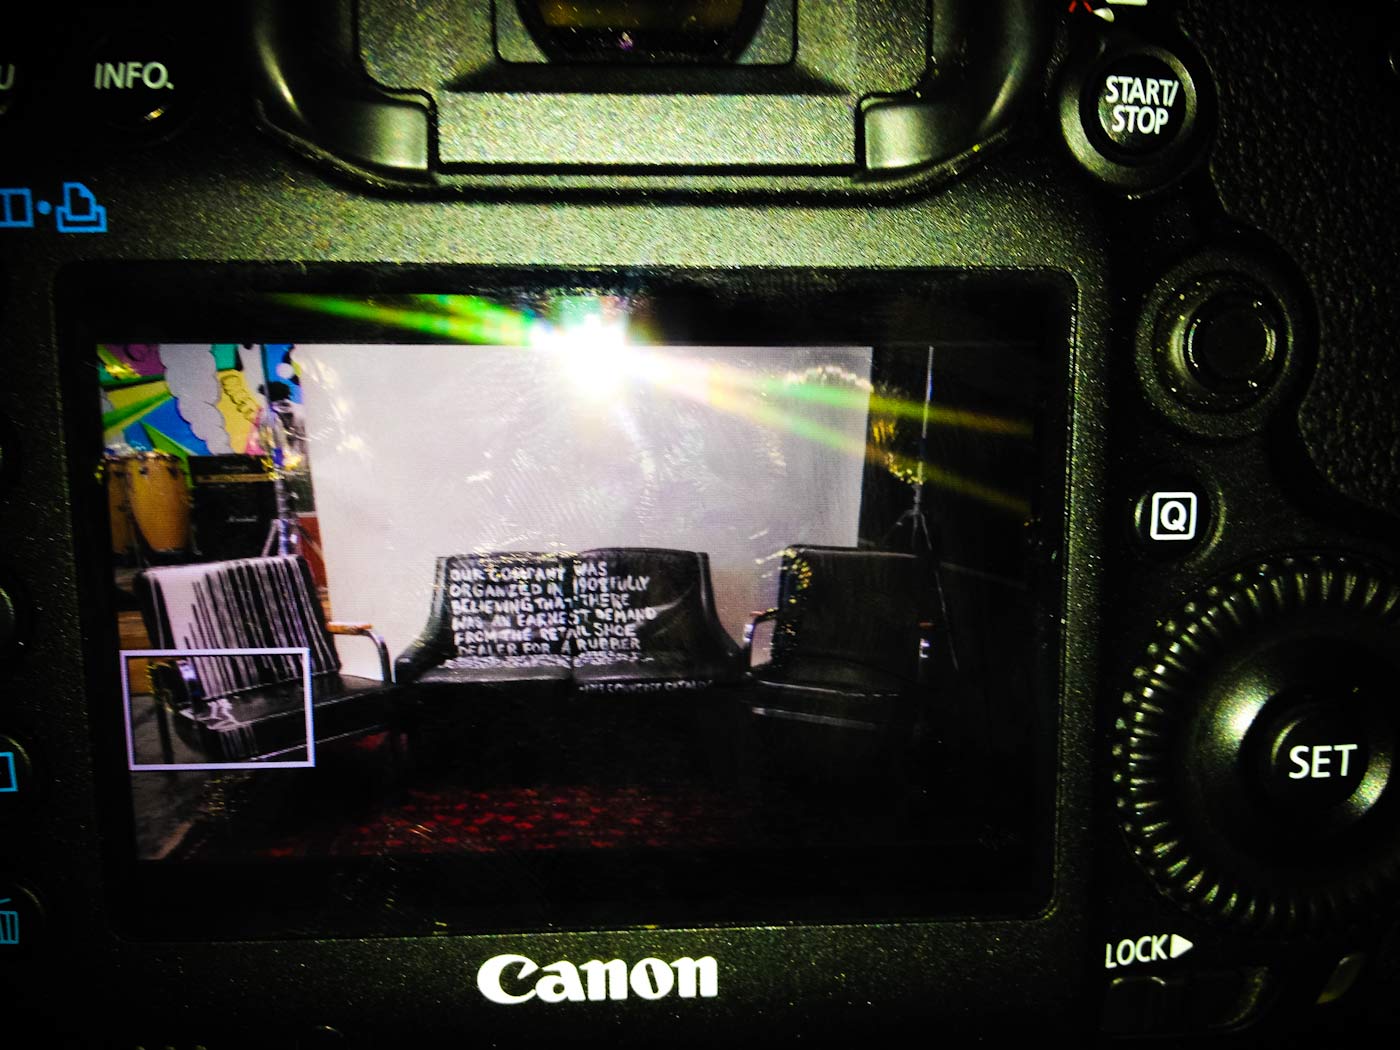 INFO.
START/
STOP
Q
OUR COMPANY WAS
ORGANIZED IN 1908 FULLY
BELIEVING THAT THERE
WAS AN EARNEST DEMAND
FROM THE RETAIL SHOE
DEALER FOR A RUBBER
SET
LOCK
Canon